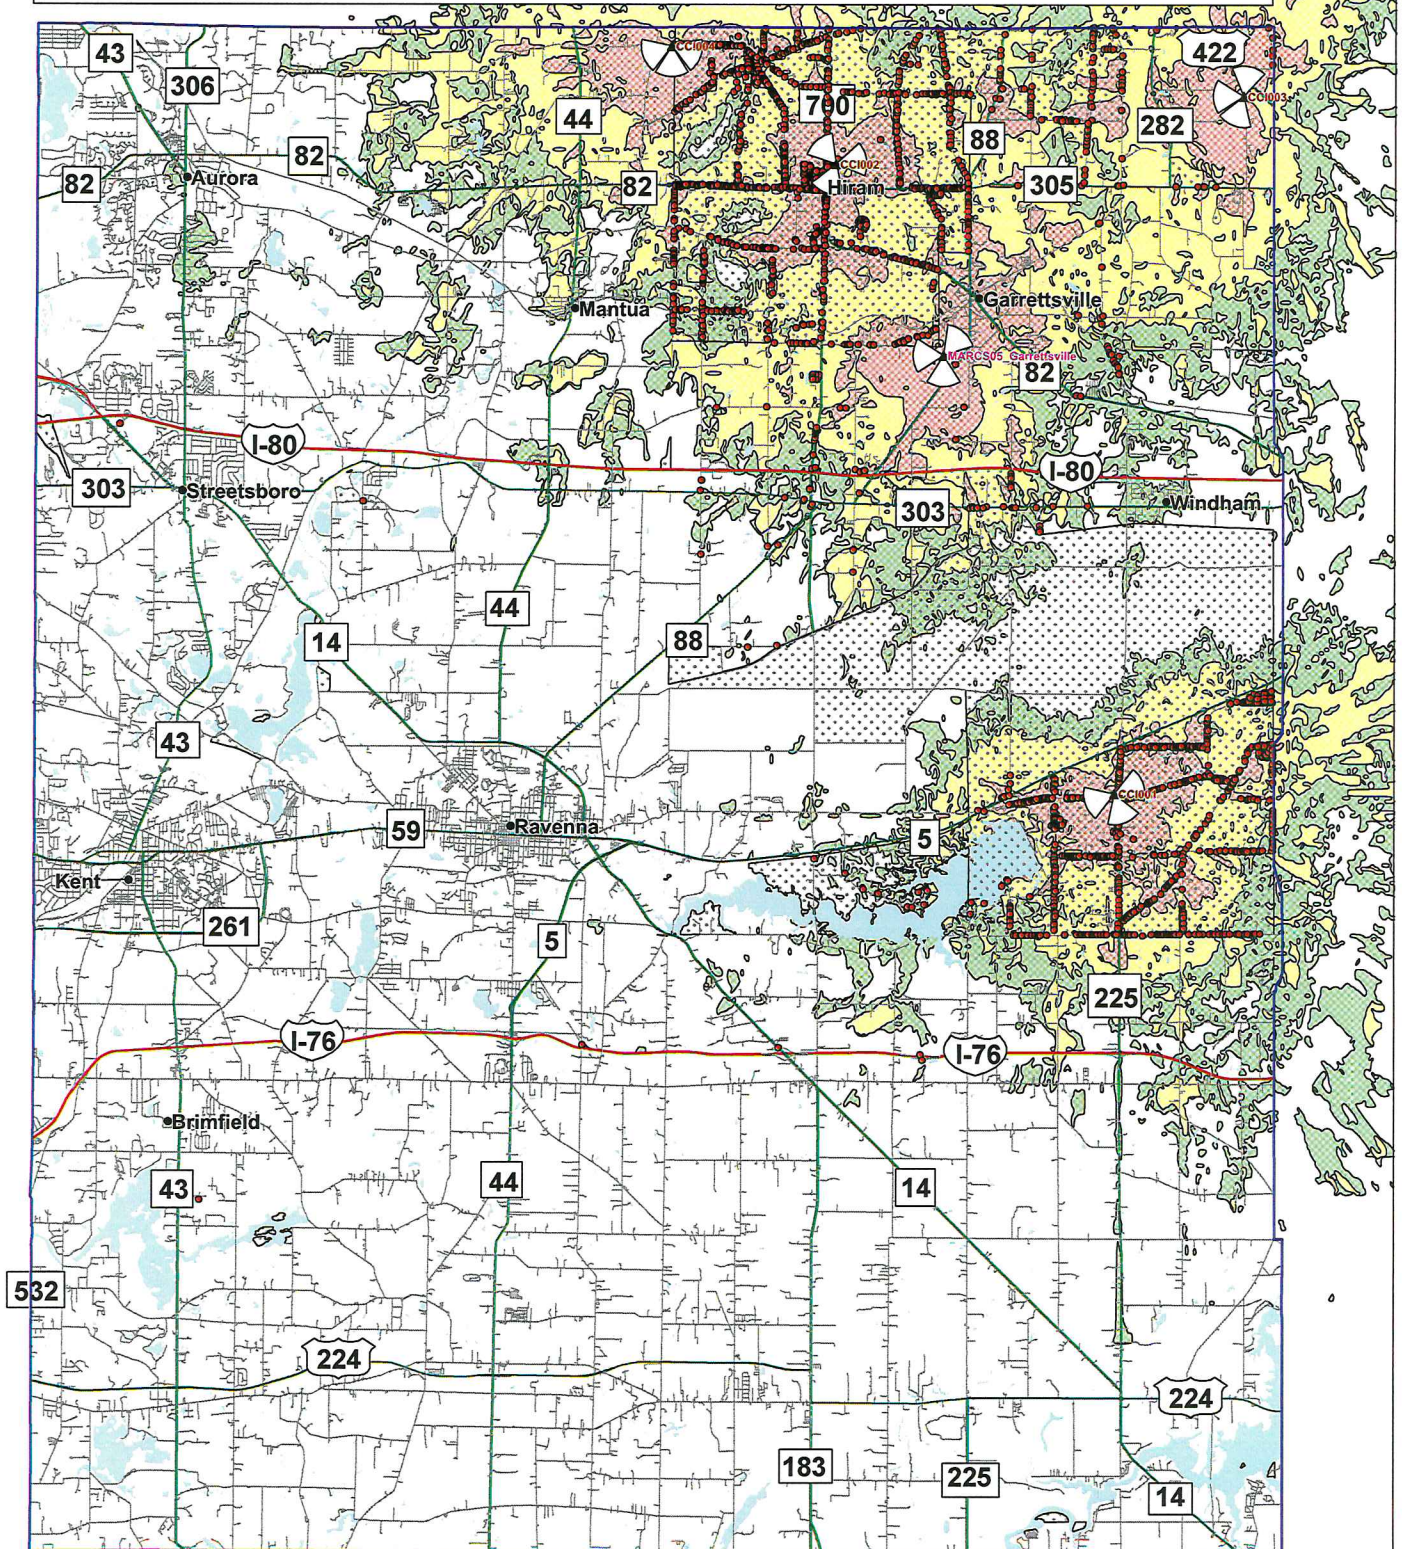 43
306
44
CCI004
422
CCI003
700
88
282
82
82
Aurora
82
CCI002
Hiram
305
Mantua
Garrettsville
MARCS05_Garrettsville
82
I-80
I-80
303
Streetsboro
303
Windham
44
14
88
43
CCI001
59
Ravenna
5
Kent
261
5
225
I-76
I-76
Brimfield
43
44
14
532
224
224
183
225
14